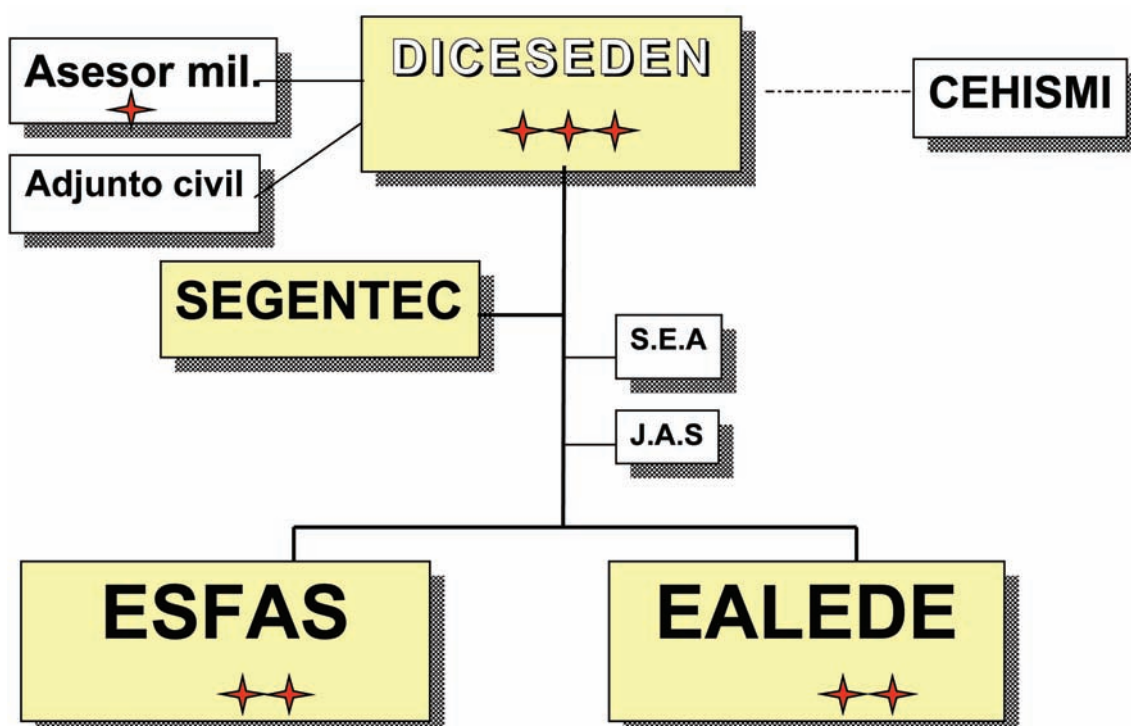 DICESEDEN
Asesor mil.
CEHISMI
Adjunto civil
SEGENTEC
S.E.A
J.A.S
ESFAS
EALEDE